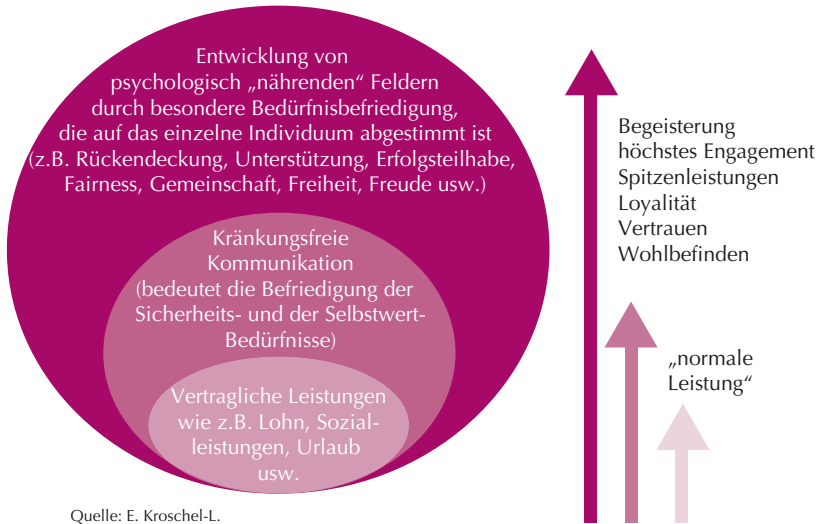 Entwicklung von
psychologisch „nährenden“ Feldern
durch besondere Bedürfnisbefriedigung,
die auf das einzelne Individuum abgestimmt ist
(z.B. Rückendeckung, Unterstützung, Erfolgsteilhabe,
Fairness, Gemeinschaft, Freiheit, Freude usw.)
Kränkungsfreie
Kommunikation
(bedeutet die Befriedigung der
Sicherheits- und der Selbstwert-
Bedürfnisse)
Vertragliche Leistungen
wie z.B. Lohn, Sozial-
leistungen, Urlaub
usw.
Begeisterung
höchstes Engagement
Spitzenleistungen
Loyalität
Vertrauen
Wohlbefinden
„normale
Leistung“
Quelle: E. Kroschel-L.